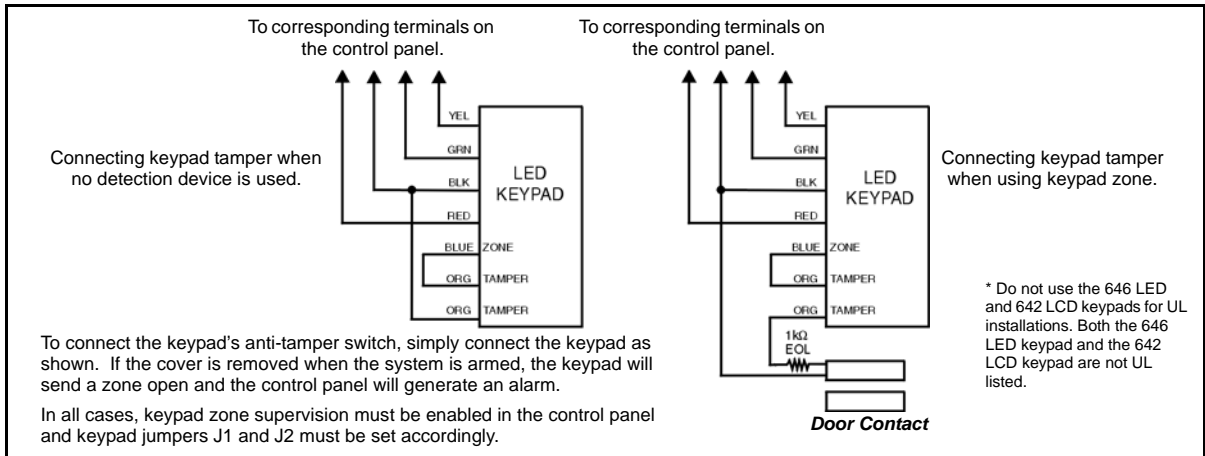 To corresponding terminals on
the control panel.
To corresponding terminals on
the control panel.
Connecting keypad tamper when
no detection device is used.
YEL
GRN
BLK
RED
BLUE ZONE
ORG TAMPER
ORG TAMPER
LED
KEYPAD
YEL
GRN
BLK
RED
BLUE ZONE
ORG TAMPER
ORG TAMPER
LED
KEYPAD
1kΩ
EOL
Door Contact
Connecting keypad tamper
when using keypad zone.
* Do not use the 646 LED
and 642 LCD keypads for UL
installations. Both the 646
LED keypad and the 642
LCD keypad are not UL
listed.
To connect the keypad's anti-tamper switch, simply connect the keypad as
shown. If the cover is removed when the system is armed, the keypad will
send a zone open and the control panel will generate an alarm.
In all cases, keypad zone supervision must be enabled in the control panel
and keypad jumpers J1 and J2 must be set accordingly.